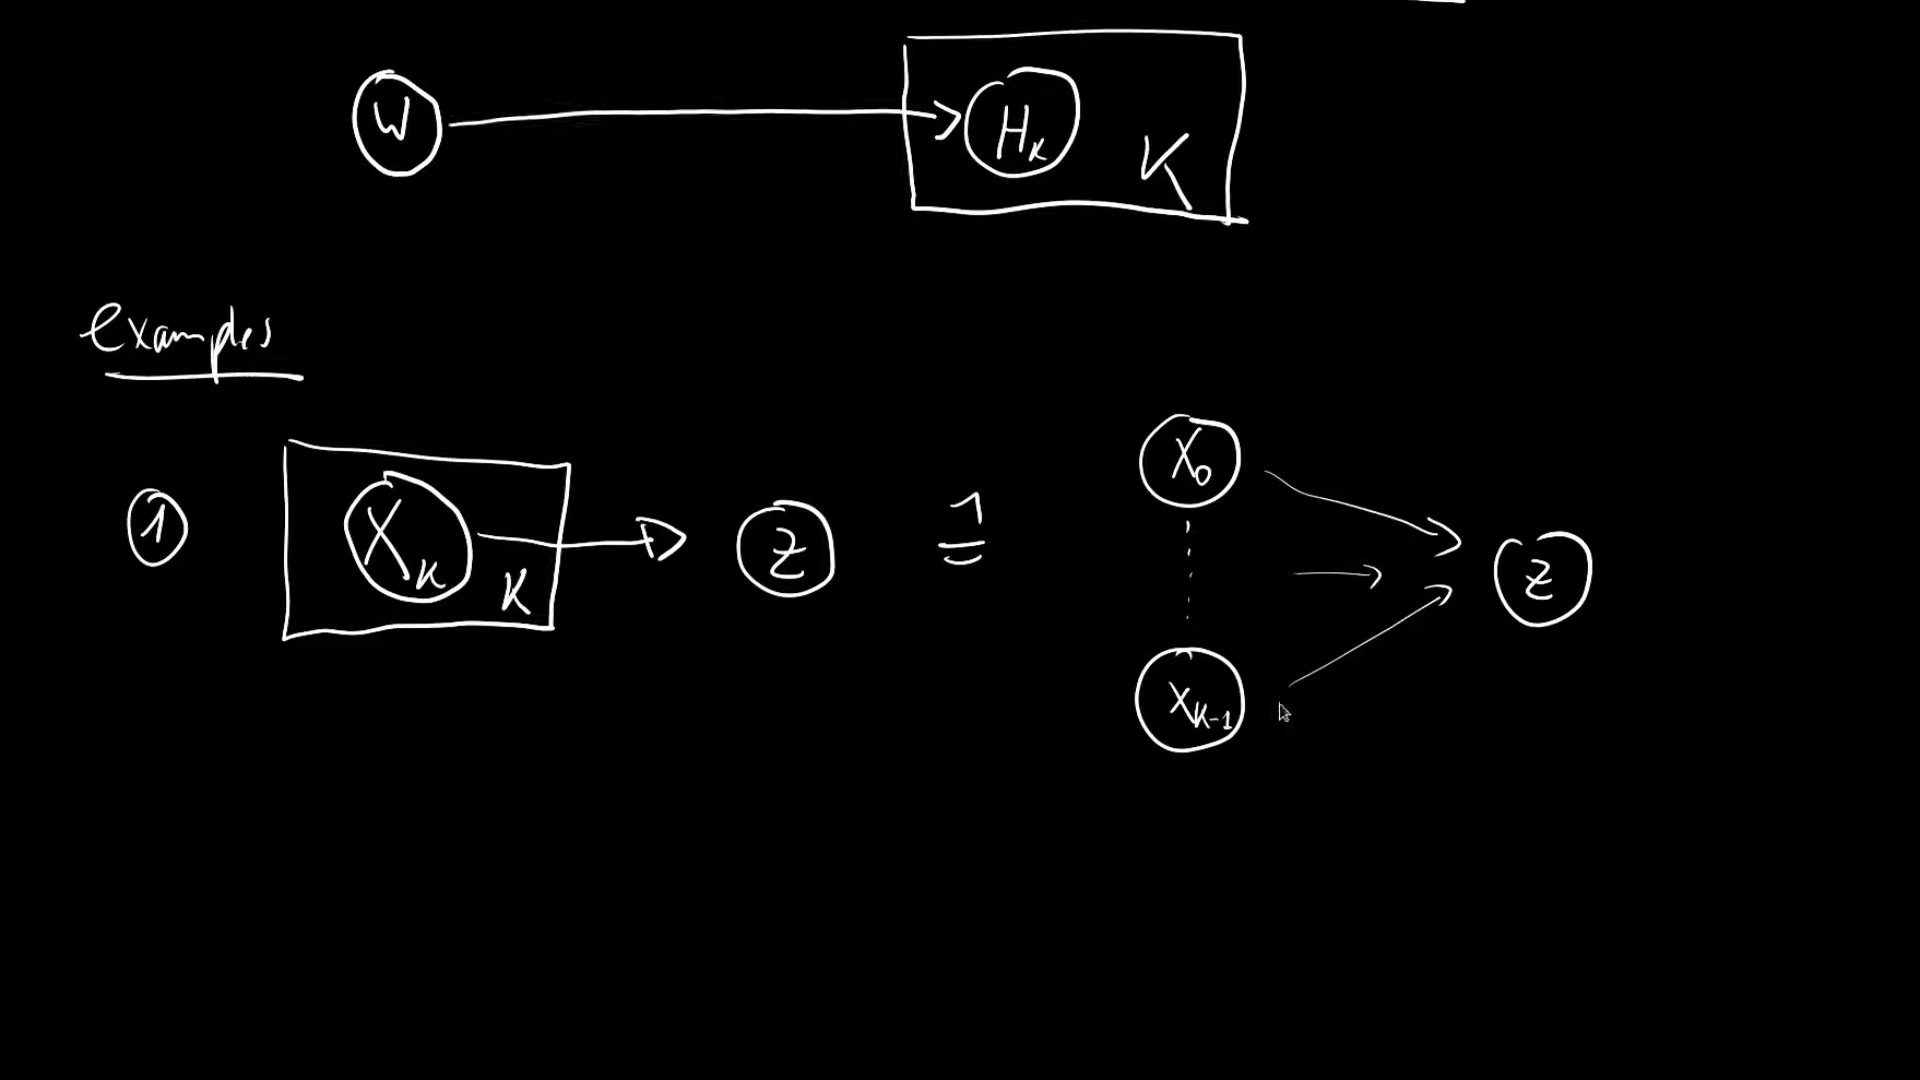 W H_K K
examples
① X_K K Z ≙ X_0 Z
X_{K-1}